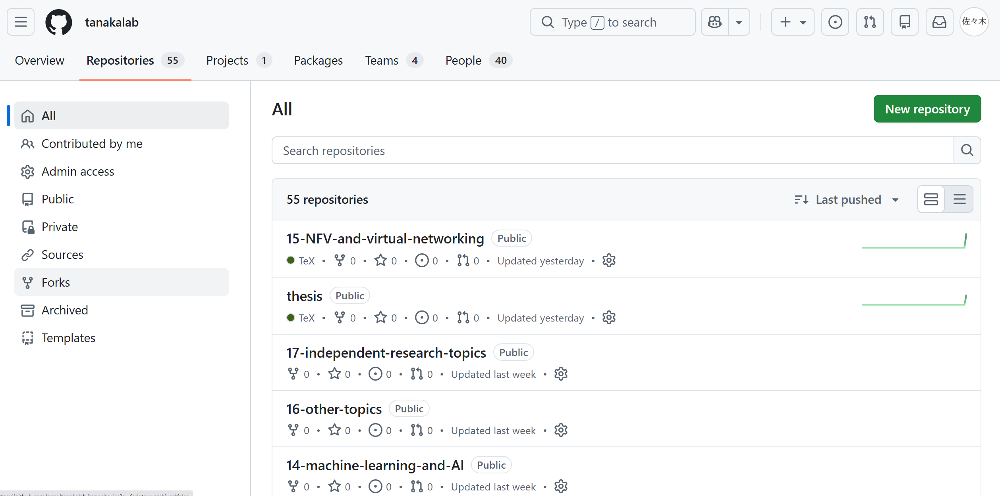 tanakalab
Type / to search
佐々木
Overview
Repositories 55
Projects 1
Packages
Teams 4
People 40
All
Contributed by me
Admin access
Public
Private
Sources
Forks
Archived
Templates
All
New repository
Search repositories
55 repositories
Last pushed
15-NFV-and-virtual-networking Public
TeX • 0 • 0 • 0 • 0 • Updated yesterday •
thesis Public
TeX • 0 • 0 • 0 • 0 • Updated yesterday •
17-independent-research-topics Public
0 • 0 • 0 • 0 • Updated last week •
16-other-topics Public
0 • 0 • 0 • 0 • Updated last week •
14-machine-learning-and-AI Public
0 • 0 • 0 • 0 • Updated last week •